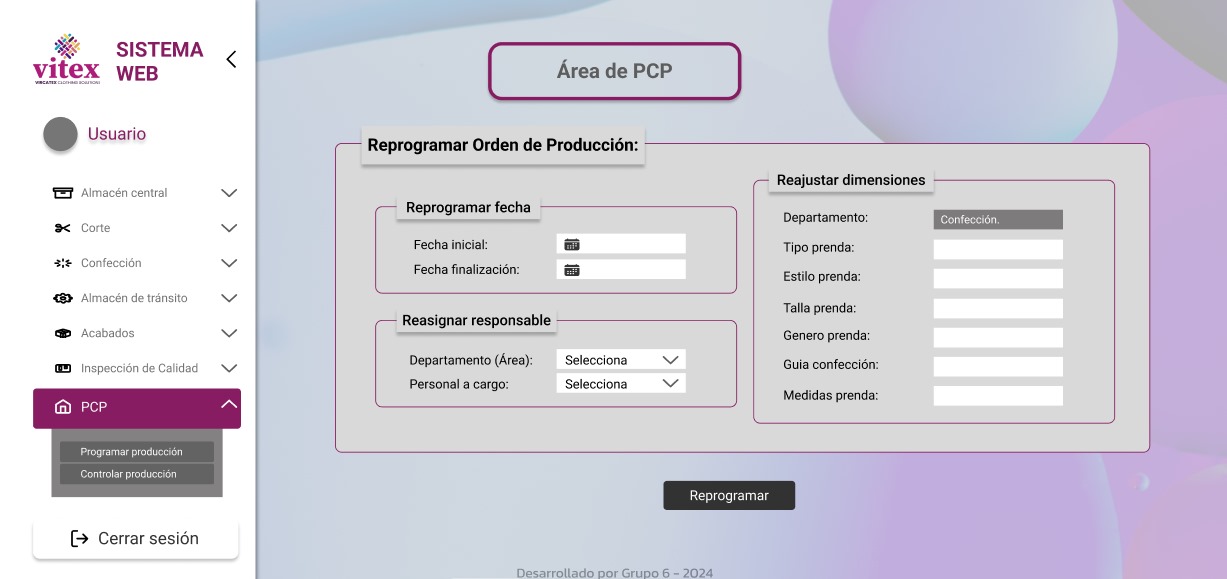 vitex
VIRCATEX CLOTHING SOLUTIONS
SISTEMA
WEB
Usuario
Almacén central
Corte
Confección
Almacén de tránsito
Acabados
Inspección de Calidad
PCP
Programar producción
Controlar producción
Cerrar sesión
Área de PCP
Reprogramar Orden de Producción:
Reprogramar fecha
Fecha inicial:
Fecha finalización:
Reasignar responsable
Departamento (Área): Selecciona
Personal a cargo: Selecciona
Reajustar dimensiones
Departamento: Confección.
Tipo prenda:
Estilo prenda:
Talla prenda:
Genero prenda:
Guia confección:
Medidas prenda:
Reprogramar
Desarrollado por Grupo 6 - 2024